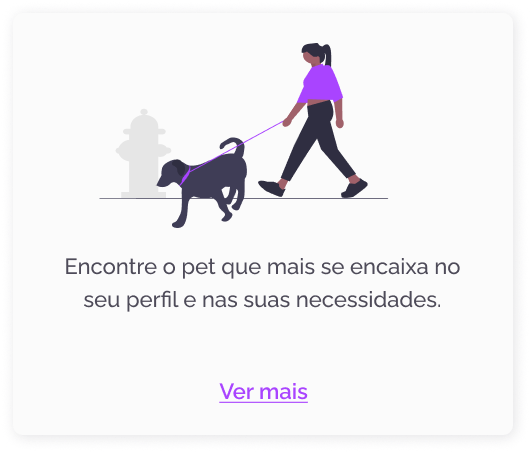 Encontre o pet que mais se encaixa no
seu perfil e nas suas necessidades.
Ver mais